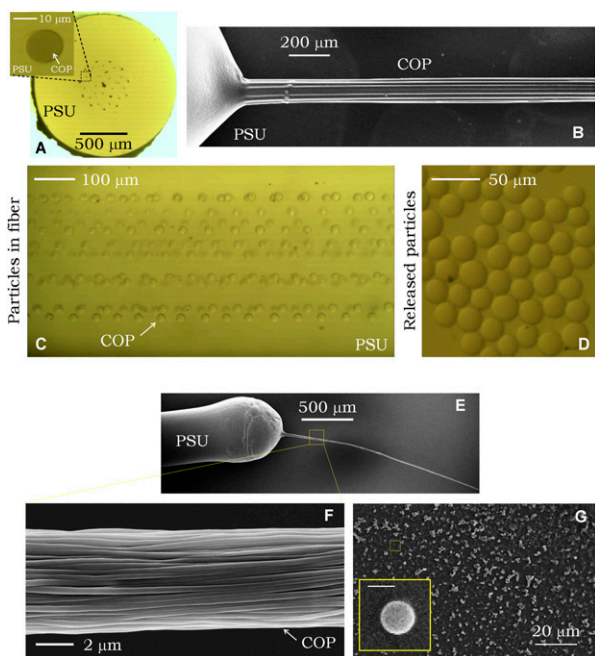 10 µm
PSU
COP
PSU
500 µm
A
200 µm
COP
PSU
B
Particles in fiber
100 µm
COP
PSU
C
Released particles
50 µm
D
500 µm
E
PSU
F
2 µm
COP
G
20 µm